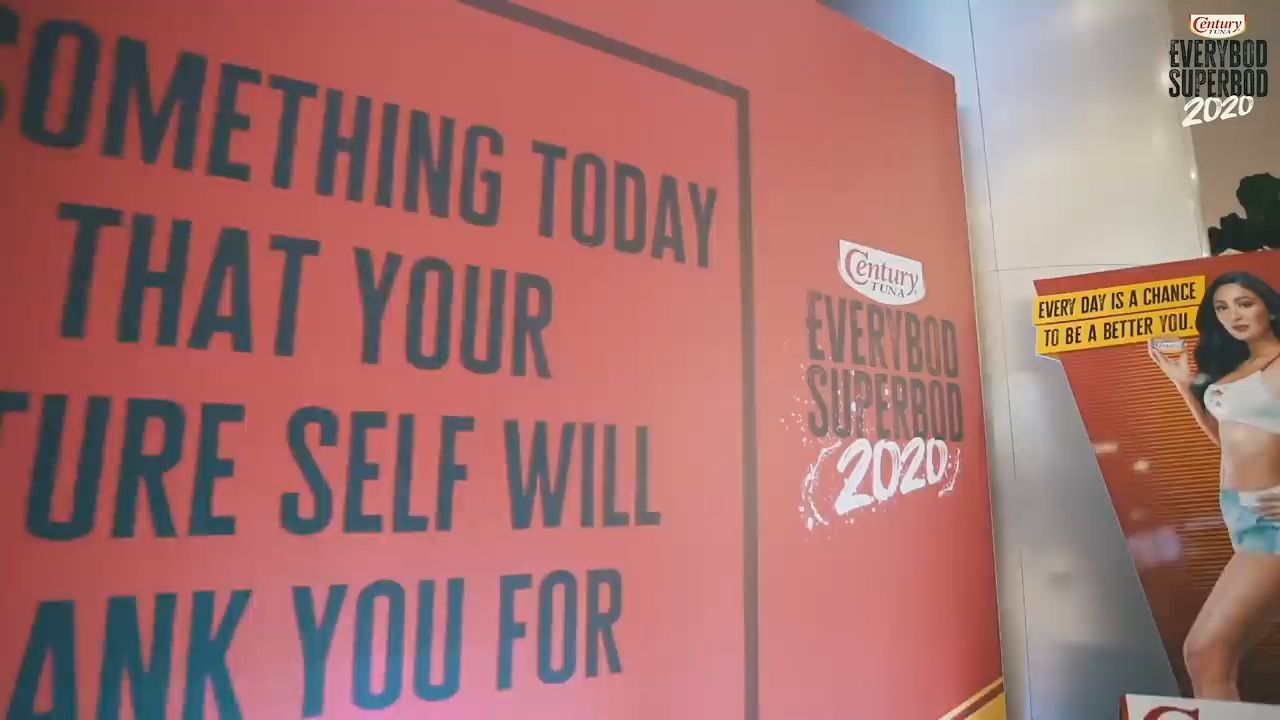 SOMETHING TODAY
THAT YOUR
TURE SELF WILL
ANK YOU FOR
Century
TUNA
EVERYBOD
SUPERBOD
2020
EVERY DAY IS A CHANCE
TO BE A BETTER YOU.
Century
Century
TUNA
EVERYBOD
SUPERBOD
2020